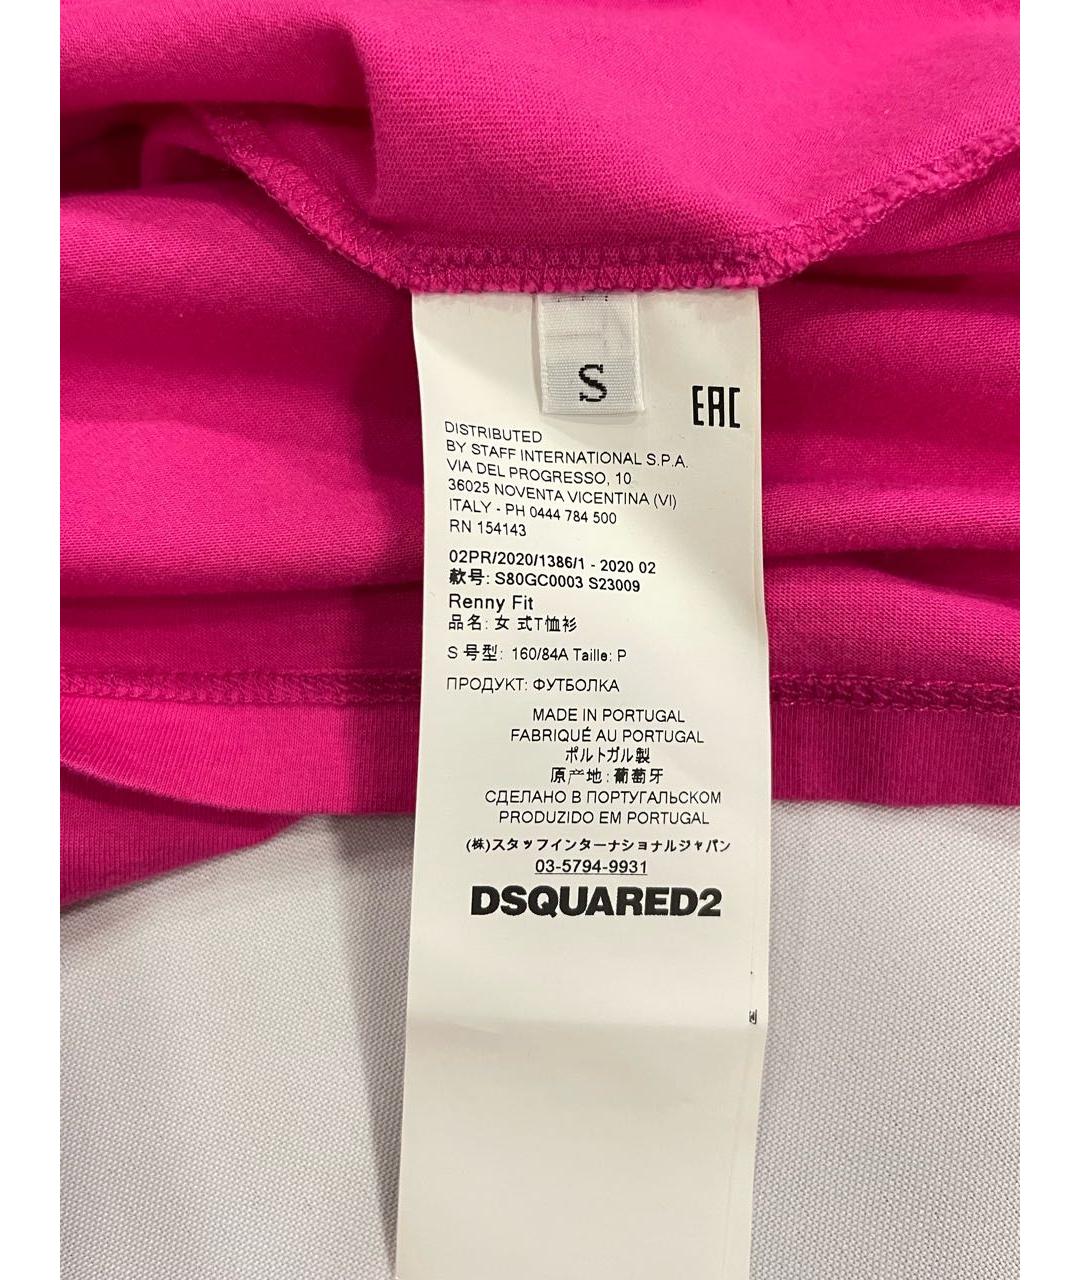 S
EAC
DISTRIBUTED
BY STAFF INTERNATIONAL S.P.A.
VIA DEL PROGRESSO, 10
36025 NOVENTA VICENTINA (VI)
ITALY - PH 0444 784 500
RN 154143
02PR/2020/1386/1 - 2020 02
款号: S80GC0003 S23009
Renny Fit
品名: 女 式T恤衫
S 号型: 160/84A Taille: P
ПРОДУКТ: ФУТБОЛКА
MADE IN PORTUGAL
FABRIQUÉ AU PORTUGAL
ポルトガル製
原产地: 葡萄牙
СДЕЛАНО В ПОРТУГАЛЬСКОМ
PRODUZIDO EM PORTUGAL
(株)スタッフインターナショナルジャパン
03-5794-9931
DSQUARED2